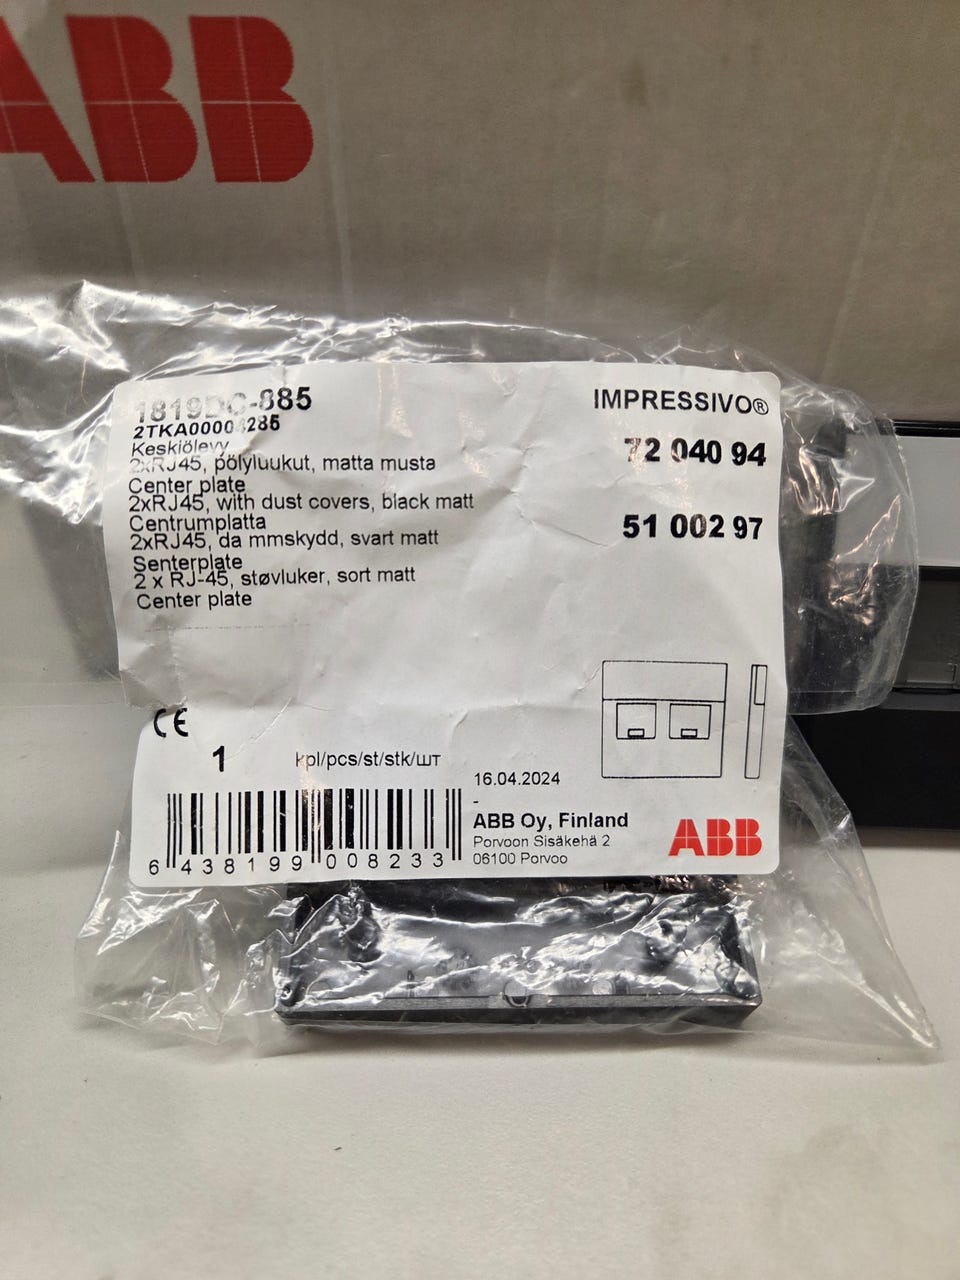 ABB
1819DC-885
2TKA00004285
Keskiölevy
2xRJ45, pölyluukut, matta musta
Center plate
2xRJ45, with dust covers, black matt
Centrumplatta
2xRJ45, da mmskydd, svart matt
Senterplate
2 x RJ-45, støvluker, sort matt
Center plate
IMPRESSIVO®
72 040 94
51 002 97
CE
1 kpl/pcs/st/stk/шт
6 438199 008233
16.04.2024
-
ABB Oy, Finland
Porvoon Sisäkehä 2
06100 Porvoo
ABB